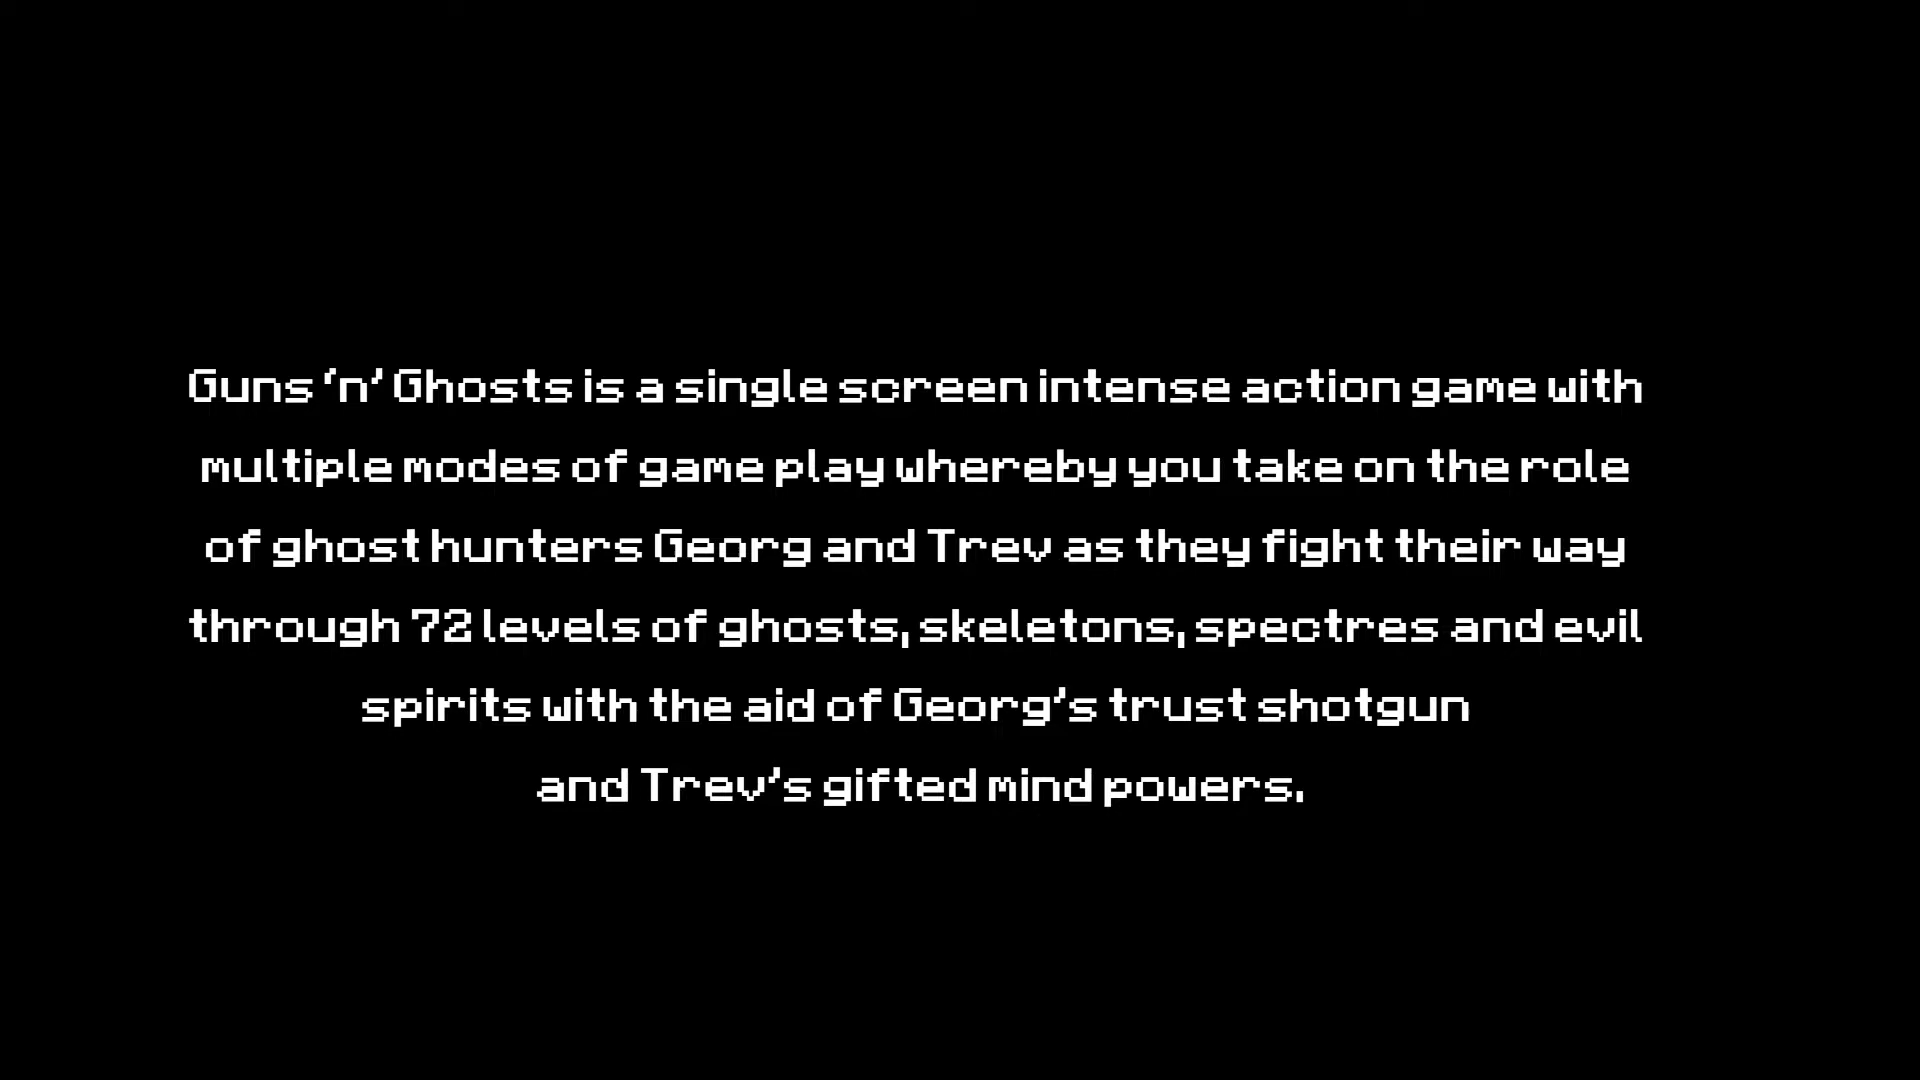 Guns 'n' Ghosts is a single screen intense action game with
multiple modes of game play whereby you take on the role
of ghost hunters Georg and Trev as they fight their way
through 72 levels of ghosts, skeletons, spectres and evil
spirits with the aid of Georg's trust shotgun
and Trev's gifted mind powers.